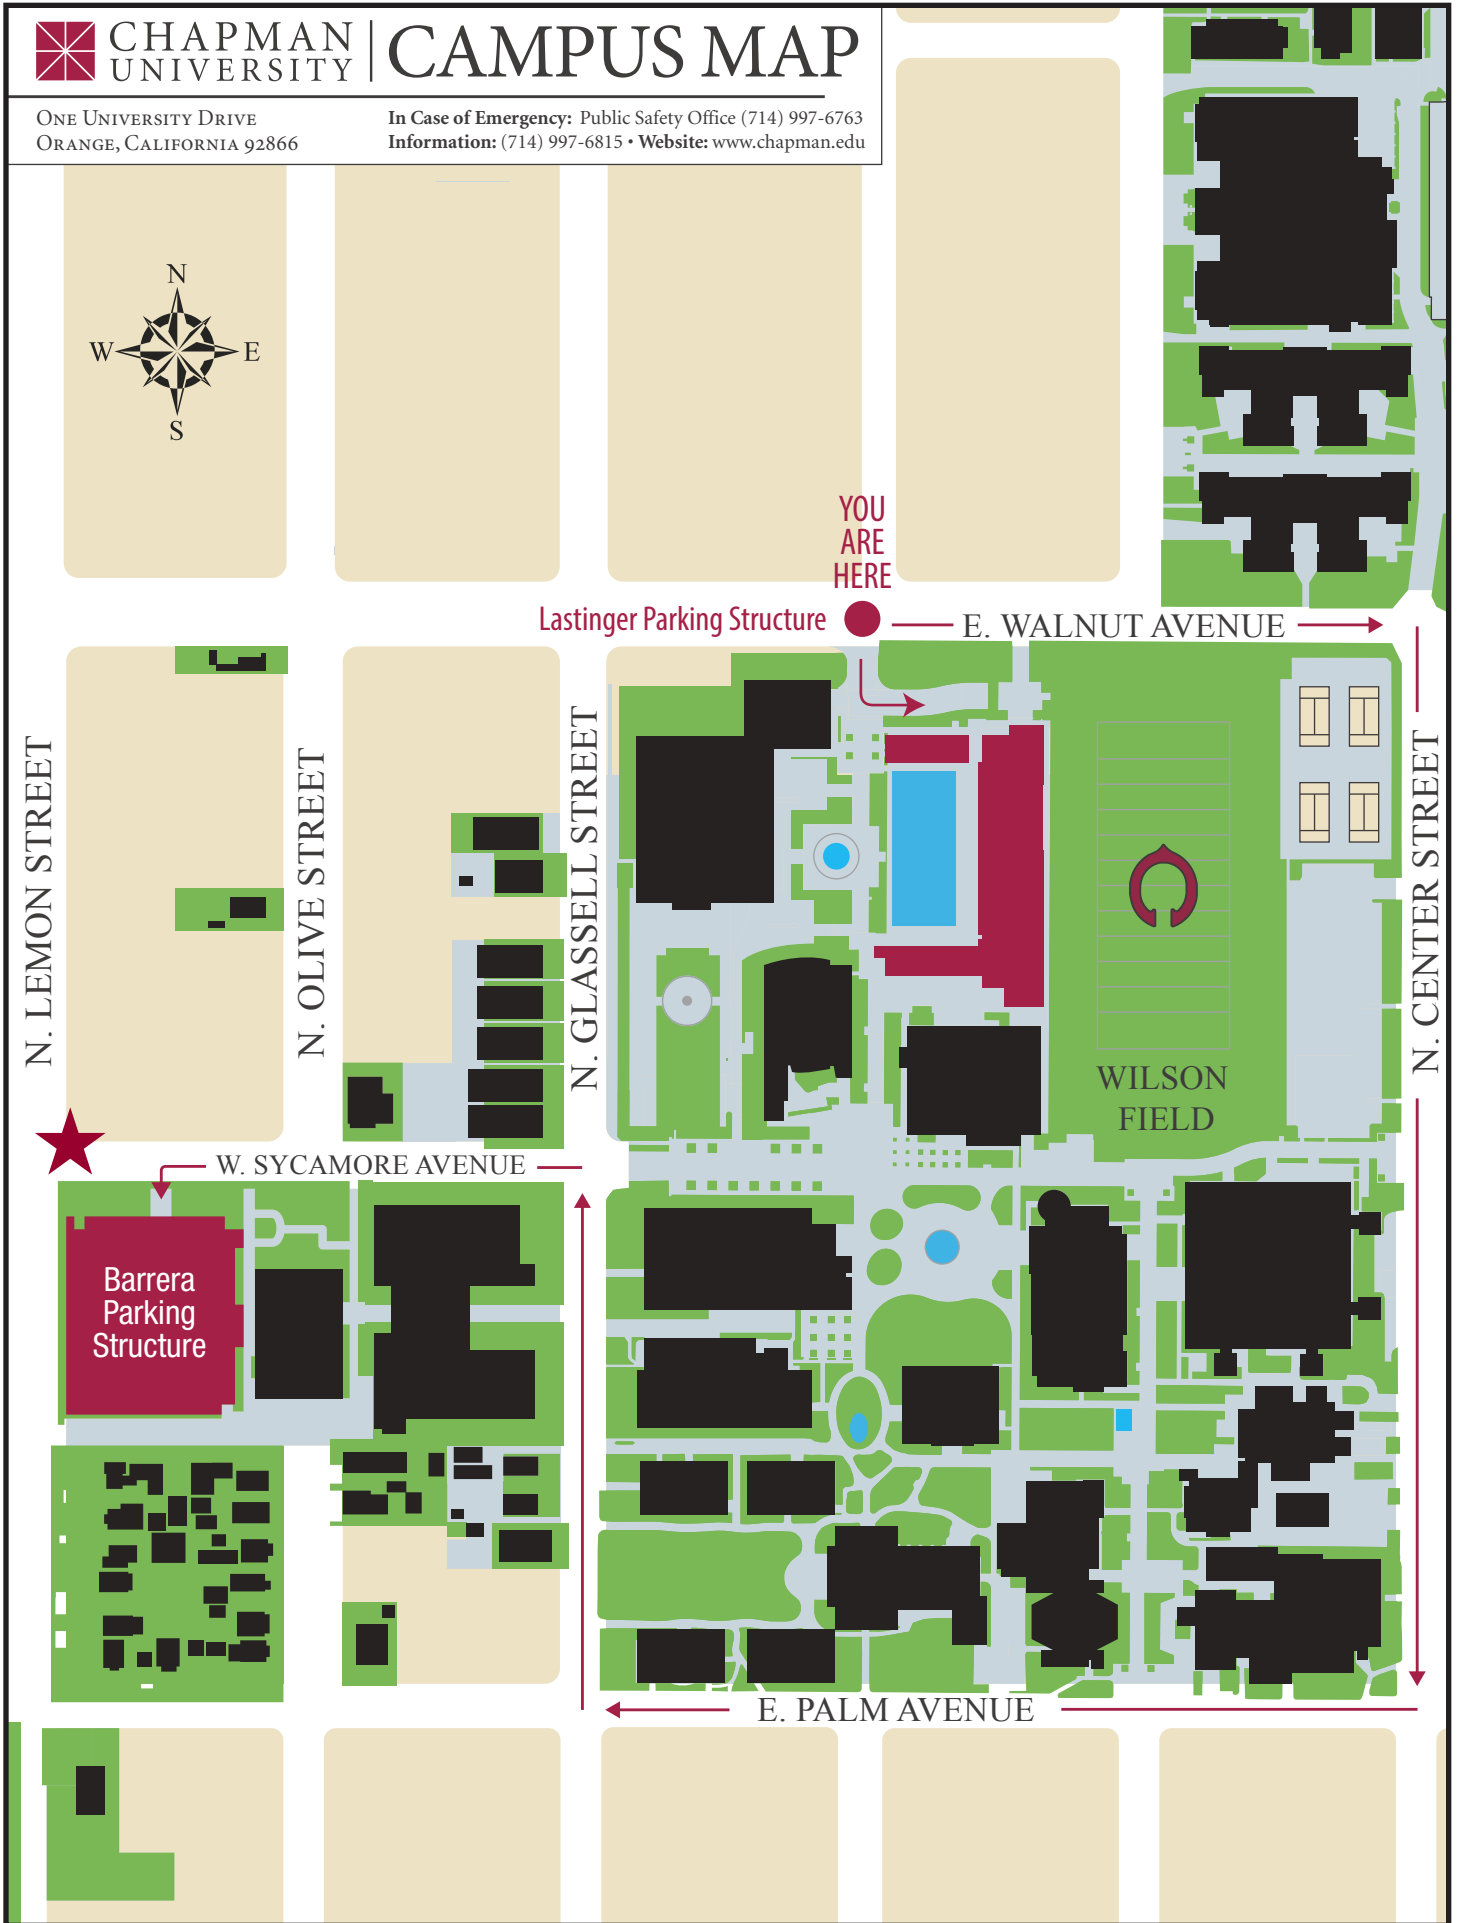 CHAPMAN
UNIVERSITY
CAMPUS MAP
ONE UNIVERSITY DRIVE
ORANGE, CALIFORNIA 92866
In Case of Emergency: Public Safety Office (714) 997-6763
Information: (714) 997-6815 • Website: www.chapman.edu
N
W
E
S
YOU
ARE
HERE
Lastinger Parking Structure
E. WALNUT AVENUE
N. LEMON STREET
N. OLIVE STREET
N. GLASSELL STREET
N. CENTER STREET
WILSON
FIELD
W. SYCAMORE AVENUE
Barrera
Parking
Structure
E. PALM AVENUE